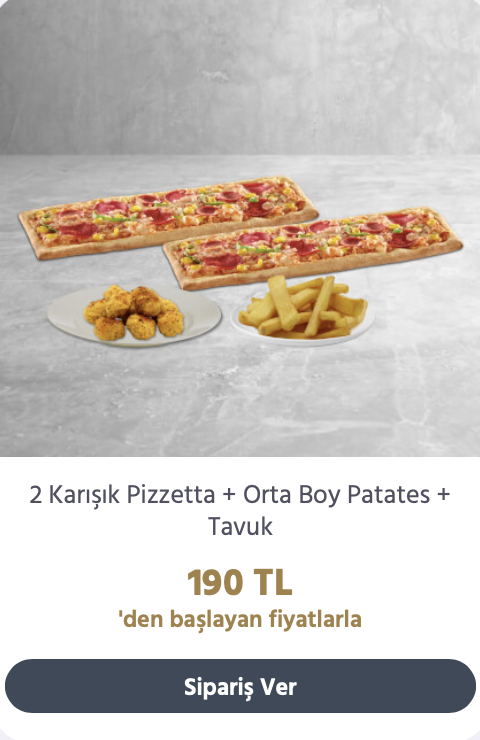 2 Karışık Pizzetta + Orta Boy Patates +
Tavuk
190 TL
'den başlayan fiyatlarla
Sipariş Ver